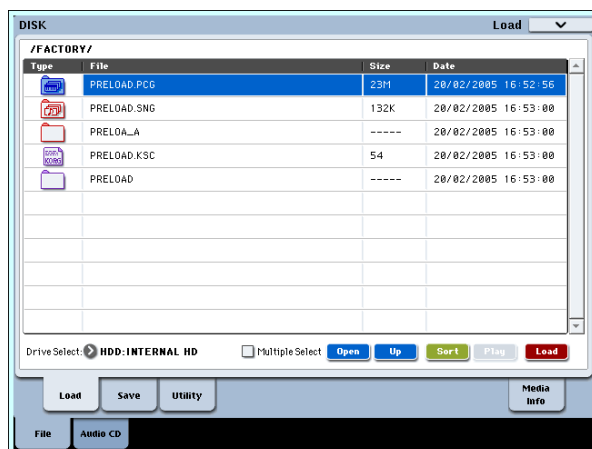 DISK Load
/FACTORY/
Type File Size Date
PRELOAD.PCG 23M 20/02/2005 16:52:56
PRELOAD.SNG 132K 20/02/2005 16:53:00
PRELOA_A ----- 20/02/2005 16:53:00
KORG PRELOAD.KSC 54 20/02/2005 16:53:00
PRELOAD ----- 20/02/2005 16:53:00
Drive Select: HDD:INTERNAL HD Multiple Select Open Up Sort Play Load
Load Save Utility Media Info
File Audio CD